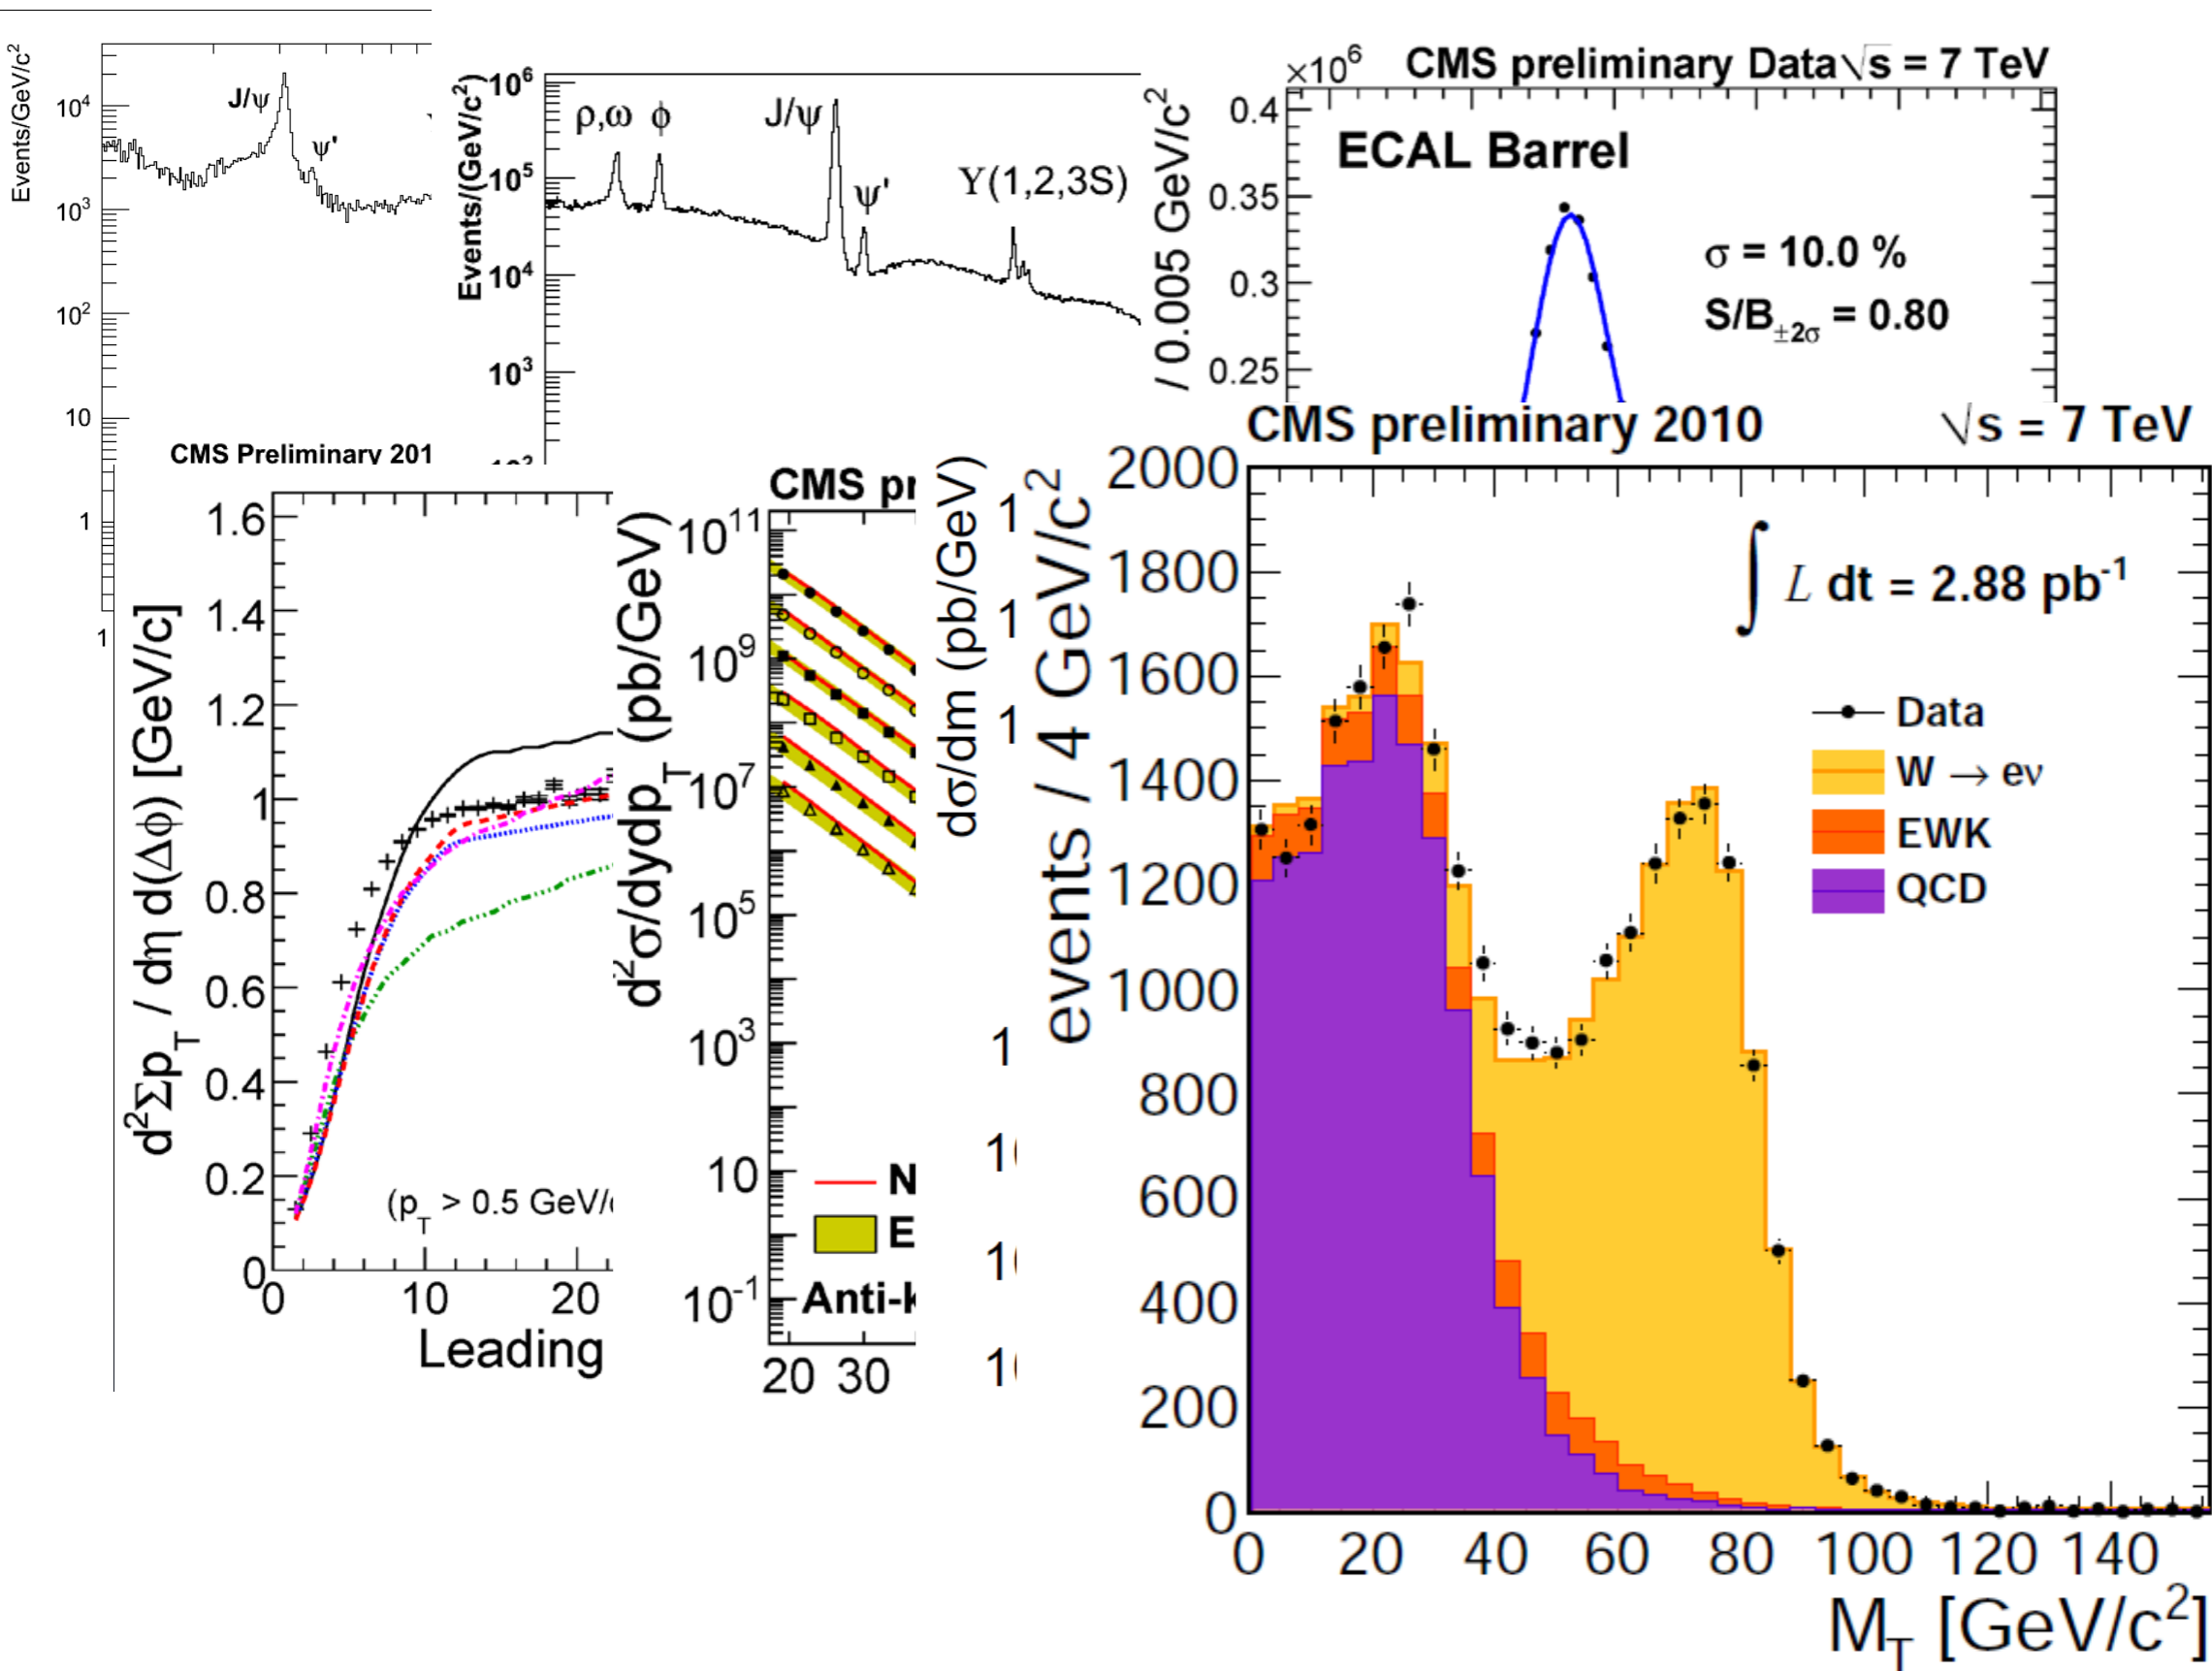 Events/GeV/c²
10⁴
10³
10²
10
1
1
J/ψ
ψ'
Events/(GeV/c²)
10⁶
10⁵
10⁴
10³
ρ,ω
ϕ
J/ψ
ψ'
Υ(1,2,3S)
×10⁶
CMS preliminary Data √s = 7 TeV
/ 0.005 GeV/c²
0.4
0.35
0.3
0.25
ECAL Barrel
σ = 10.0 %
S/B±2σ = 0.80
CMS Preliminary 201
d²Σp_T / dη d(Δφ) [GeV/c]
1.6
1.4
1.2
1
0.8
0.6
0.4
0.2
0
(p_T > 0.5 GeV/
0 10 20
Leading
CMS pr
d²σ/dydp_T (pb/GeV)
10¹¹
10⁹
10⁷
10⁵
10³
10
10⁻¹
N
E
Anti-k
20 30
dσ/dm (pb/GeV)
1
1
1
1
CMS preliminary 2010 √s = 7 TeV
events / 4 GeV/c²
2000
1800
1600
1400
1200
1000
800
600
400
200
0
∫ L dt = 2.88 pb⁻¹
Data
W → eν
EWK
QCD
0 20 40 60 80 100 120 140
M_T [GeV/c²]